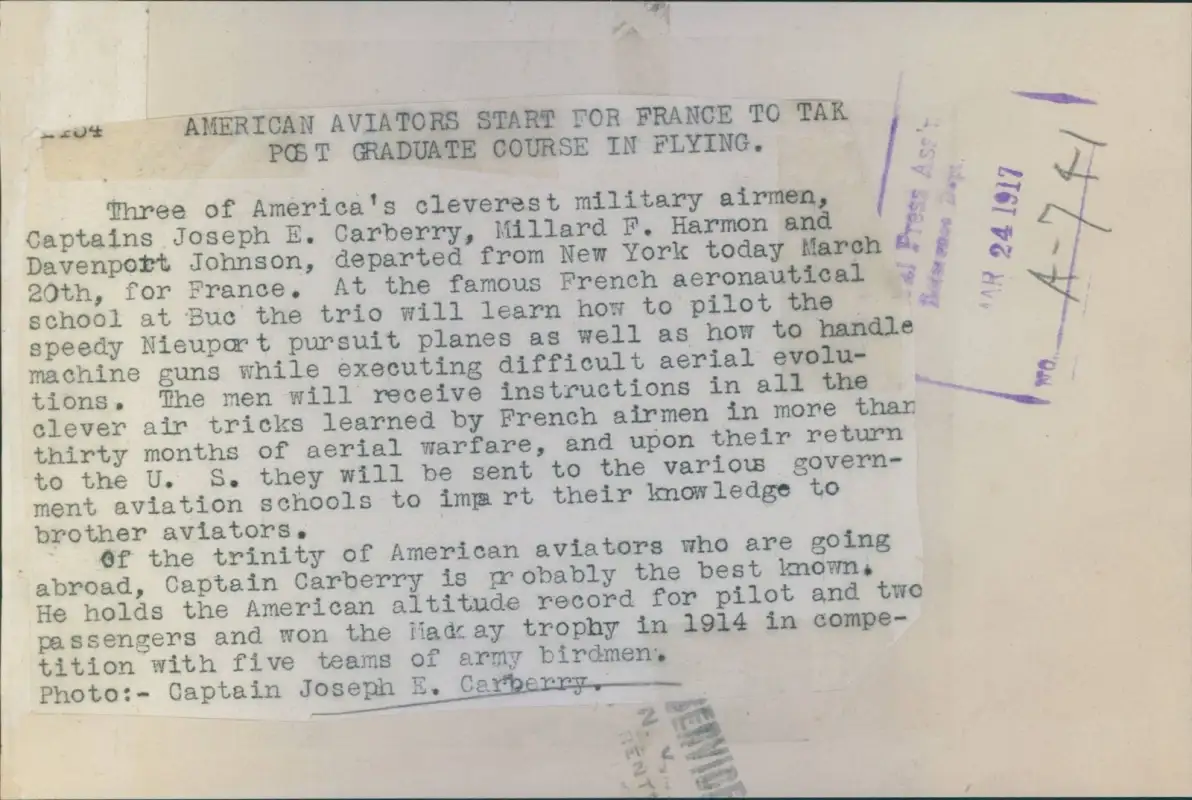 AMERICAN AVIATORS START FOR FRANCE TO TAK
POST GRADUATE COURSE IN FLYING.
Three of America's cleverest military airmen,
Captains Joseph E. Carberry, Millard F. Harmon and
Davenport Johnson, departed from New York today March
20th, for France. At the famous French aeronautical
school at Buc the trio will learn how to pilot the
speedy Nieuport pursuit planes as well as how to handle
machine guns while executing difficult aerial evolu-
tions. The men will receive instructions in all the
clever air tricks learned by French airmen in more than
thirty months of aerial warfare, and upon their return
to the U. S. they will be sent to the various govern-
ment aviation schools to impart their knowledge to
brother aviators.
Of the trinity of American aviators who are going
abroad, Captain Carberry is probably the best known.
He holds the American altitude record for pilot and two
passengers and won the Mackay trophy in 1914 in compe-
tition with five teams of army birdmen.
Photo:- Captain Joseph E. Carberry.
Press Ass'n
Reference Dept.
MAR 24 1917
NO. A-741
SERVICE
N. Y.